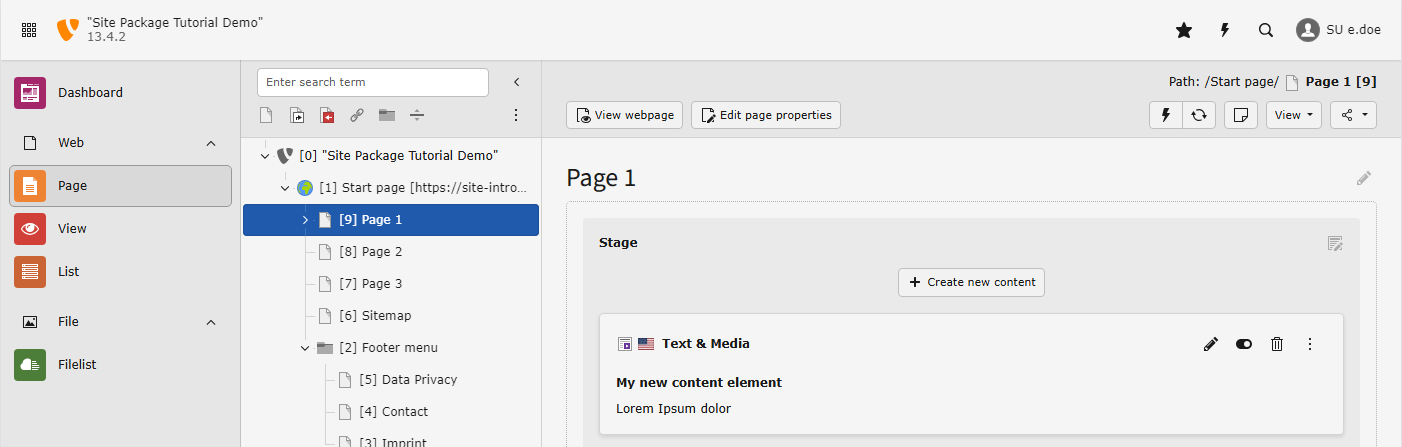 "Site Package Tutorial Demo"
13.4.2
SU e.doe
Dashboard
Web
Page
View
List
File
Filelist
Enter search term
[0] "Site Package Tutorial Demo"
[1] Start page [https://site-intro...
[9] Page 1
[8] Page 2
[7] Page 3
[6] Sitemap
[2] Footer menu
[5] Data Privacy
[4] Contact
[3] Imprint
Path: /Start page/ Page 1 [9]
View webpage
Edit page properties
View
Page 1
Stage
Create new content
Text & Media
My new content element
Lorem Ipsum dolor